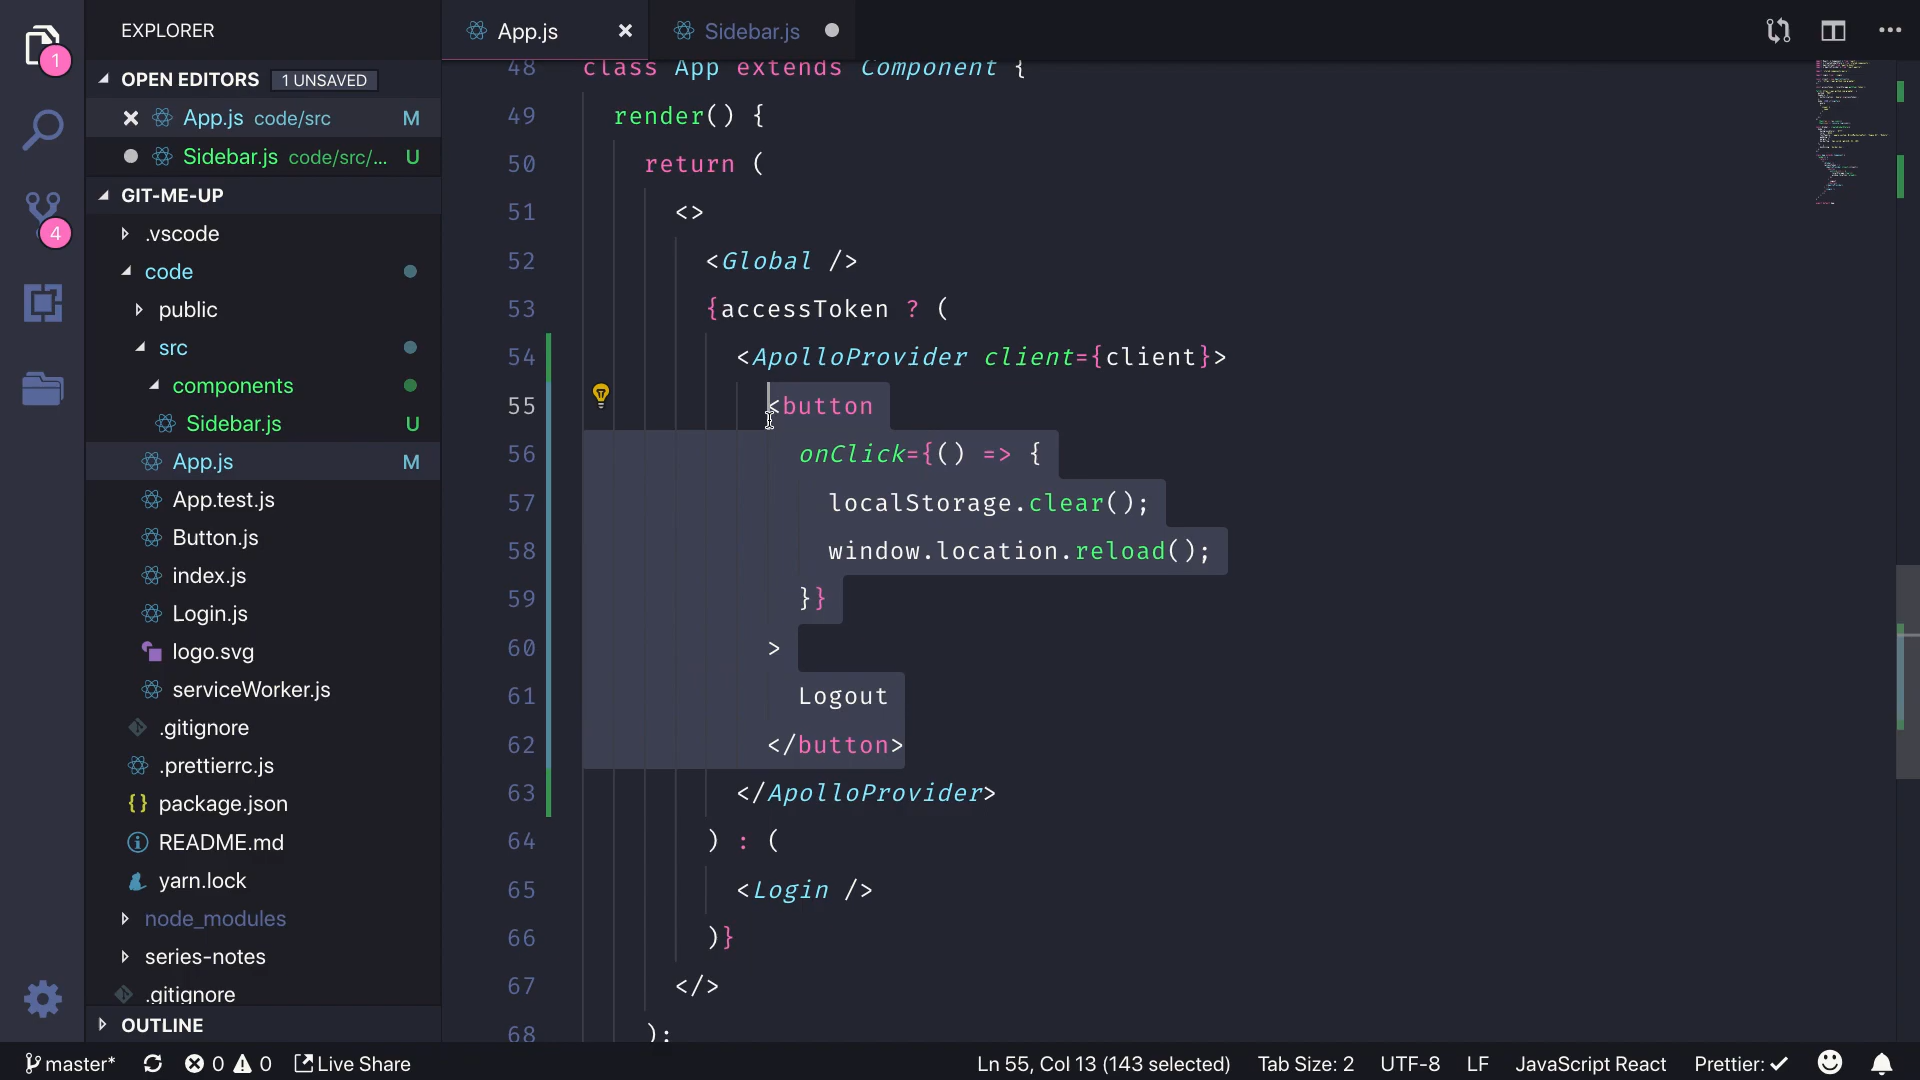 EXPLORER
OPEN EDITORS 1 UNSAVED
App.js code/src M
Sidebar.js code/src/... U
GIT-ME-UP
.vscode
code
public
src
components
Sidebar.js U
App.js M
App.test.js
Button.js
index.js
Login.js
logo.svg
serviceWorker.js
.gitignore
.prettierrc.js
package.json
README.md
yarn.lock
node_modules
series-notes
.gitignore
OUTLINE
1
4
App.js
Sidebar.js
48 class App extends Component {
49 render() {
50 return (
51 <>
52 <Global />
53 {accessToken ? (
54 <ApolloProvider client={client}>
55 <button
56 onClick={() => {
57 localStorage.clear();
58 window.location.reload();
59 }}
60 >
61 Logout
62 </button>
63 </ApolloProvider>
64 ) : (
65 <Login />
66 )}
67 </>
68 );
master* 0 0 Live Share Ln 55, Col 13 (143 selected) Tab Size: 2 UTF-8 LF JavaScript React Prettier: ✓